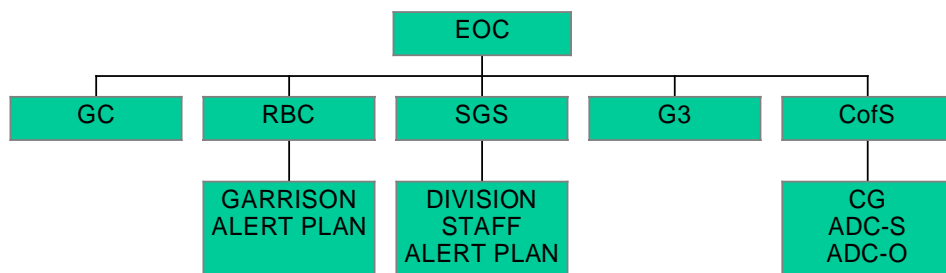 EOC
GC
RBC
SGS
G3
CofS
GARRISON
ALERT PLAN
DIVISION
STAFF
ALERT PLAN
CG
ADC-S
ADC-O